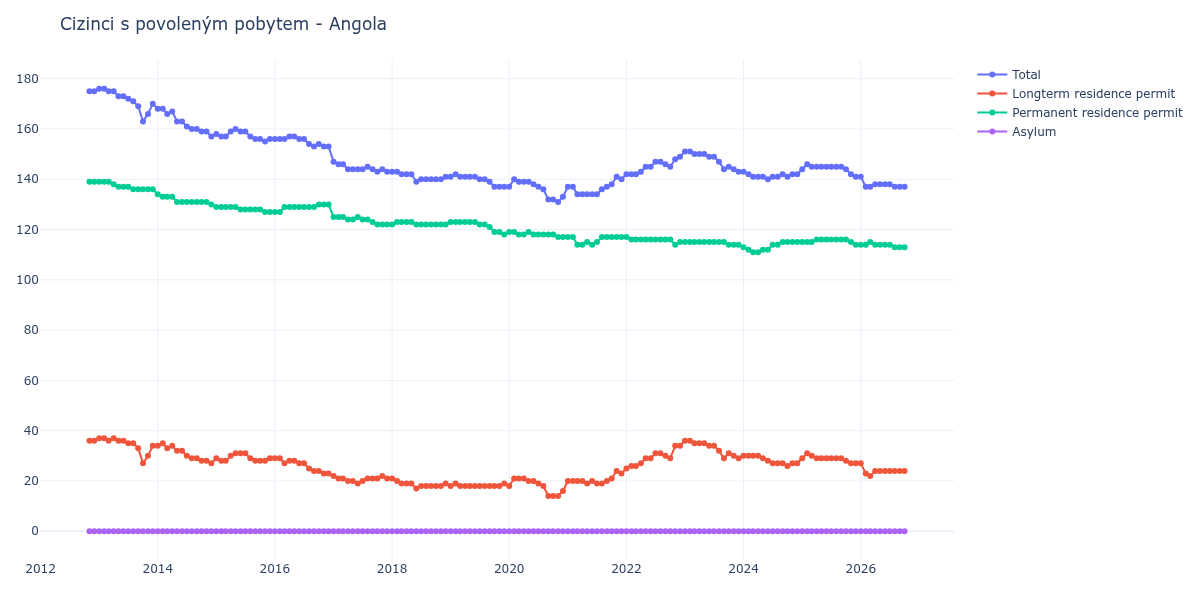 Cizinci s povoleným pobytem - Angola
Total
Longterm residence permit
Permanent residence permit
Asylum
180
160
140
120
100
80
60
40
20
0
2012 2014 2016 2018 2020 2022 2024 2026